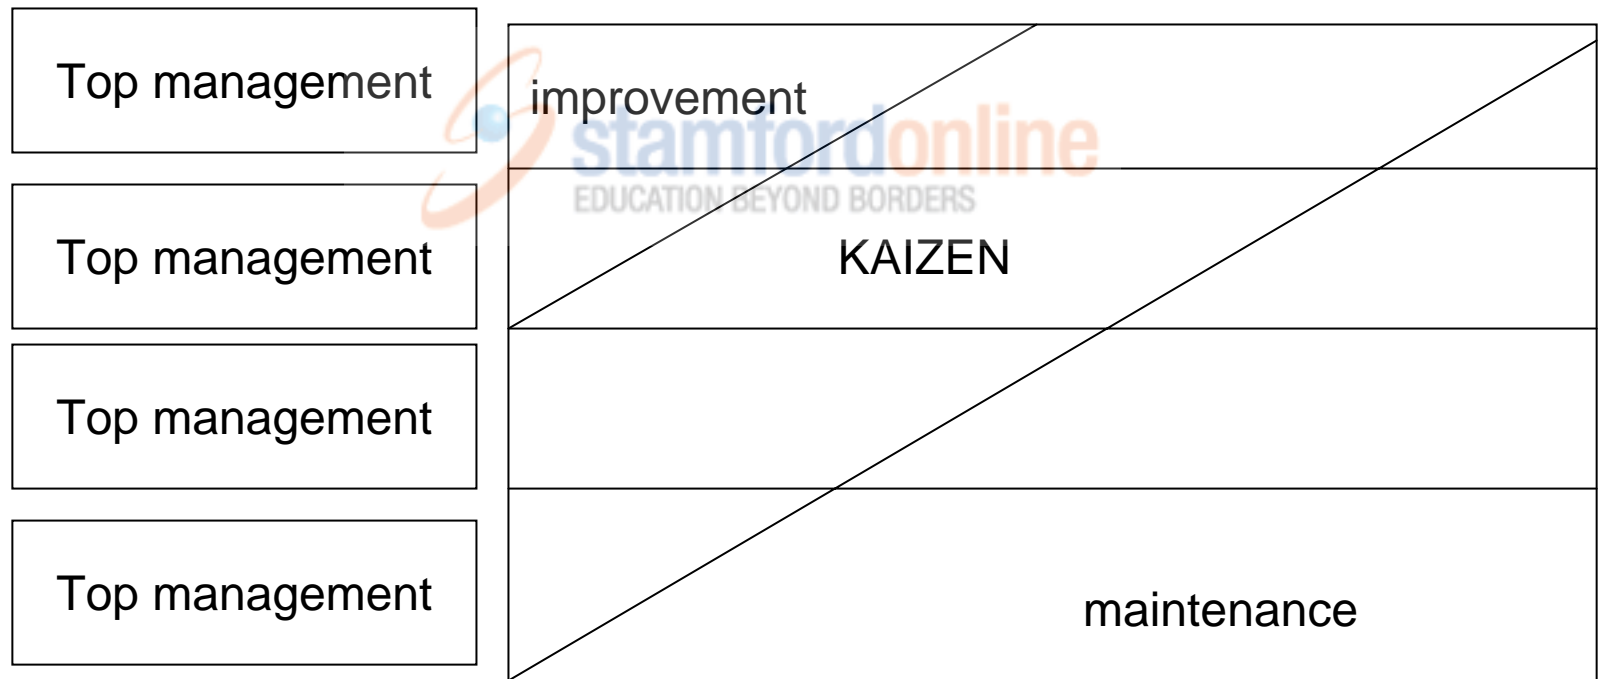 Top management
improvement
stamfordonline
EDUCATION BEYOND BORDERS
Top management
KAIZEN
Top management
Top management
maintenance